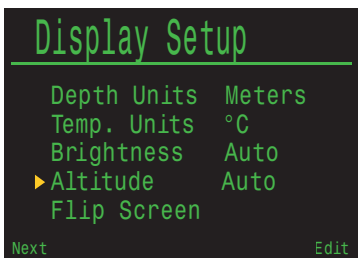 Display Setup
Depth Units Meters
Temp. Units °C
Brightness Auto
Altitude Auto
Flip Screen
Next Edit